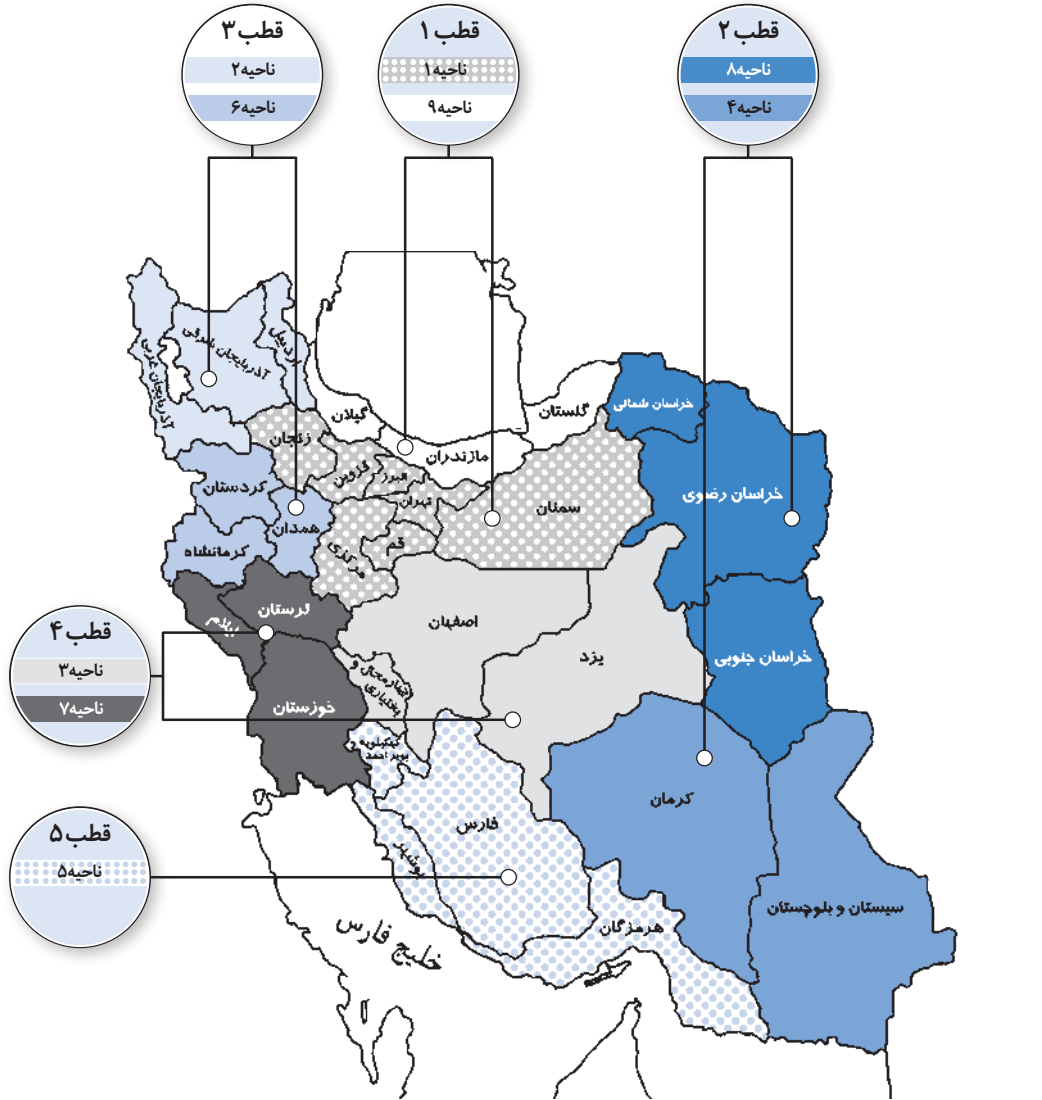 قطب ۳
ناحیه۲
ناحیه۶
قطب ۱
ناحیه۱
ناحیه۹
قطب ۲
ناحیه۸
ناحیه۴
آذربایجان شرقی
اردبیل
آذربایجان غربی
گیلان
گلستان
خراسان شمالی
زنجان
مازندران
قزوین
البرز
تهران
سمنان
خراسان رضوی
کردستان
همدان
قم
مرکزی
کرمانشاه
لرستان
ایلام
اصفهان
یزد
خراسان جنوبی
قطب ۴
ناحیه۳
ناحیه۷
چهارمحال و
بختیاری
خوزستان
کهکیلویه و
بویر احمد
کرمان
فارس
قطب ۵
ناحیه۵
بوشهر
سیستان و بلوچستان
هرمزگان
خلیج فارس